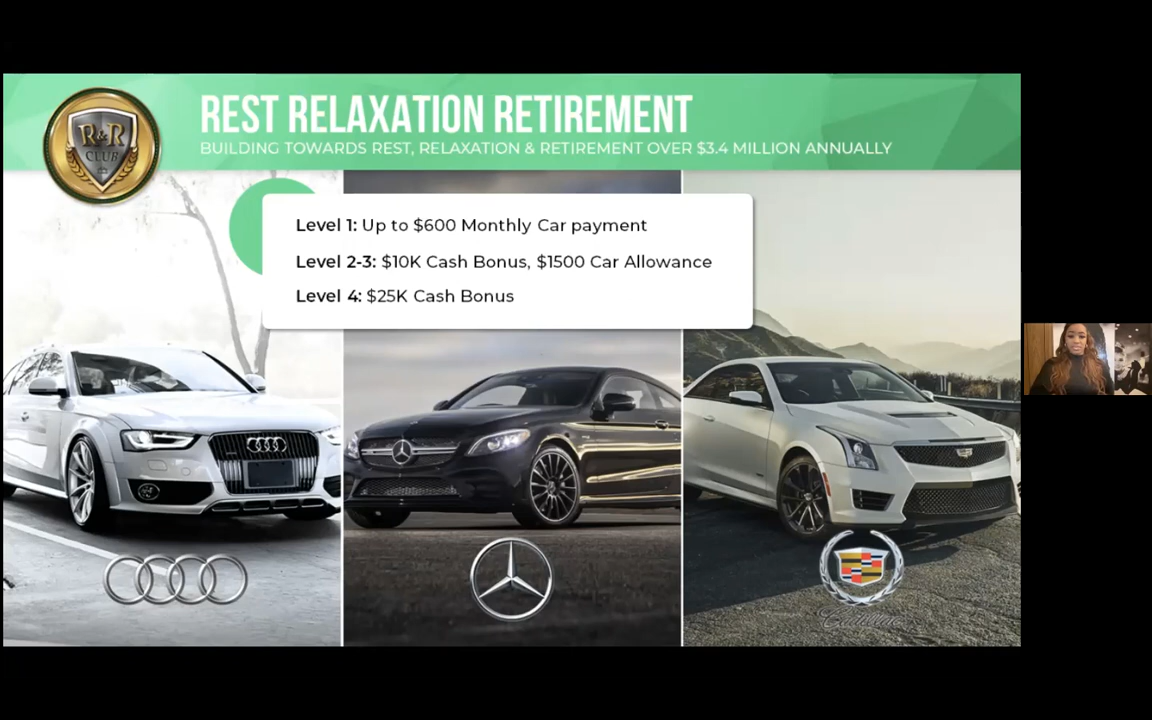 R&R
CLUB
REST RELAXATION RETIREMENT
BUILDING TOWARDS REST, RELAXATION & RETIREMENT OVER $3.4 MILLION ANNUALLY
Level 1: Up to $600 Monthly Car payment
Level 2-3: $10K Cash Bonus, $1500 Car Allowance
Level 4: $25K Cash Bonus
Cadillac